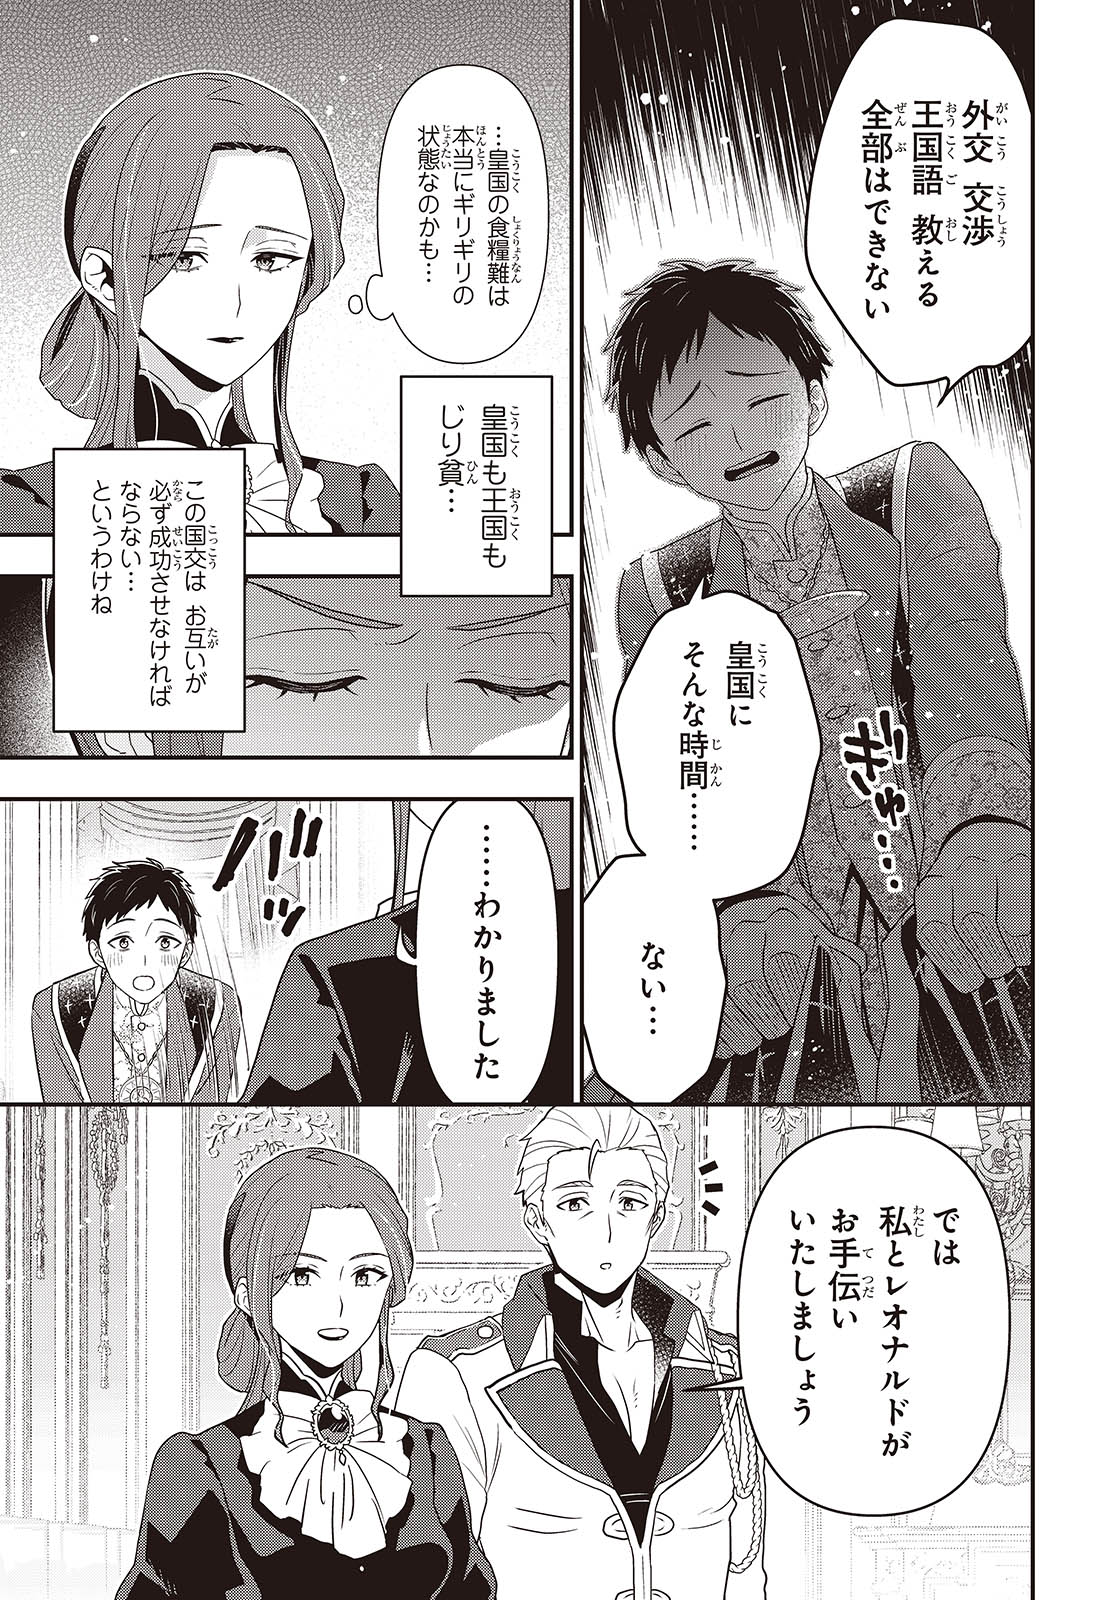 外交 交渉
王国語 教える
全部はできない
皇国に
そんな時間……
ない…
ぎゅ…
…皇国の食糧難は
本当にギリギリの
状態なのかも…
皇国も王国も
じり貧…
この国交は お互いが
必ず成功させなければ
ならない…
というわけね
……わかりました
パッ
では
私とレオナルドが
お手伝い
いたしましょう